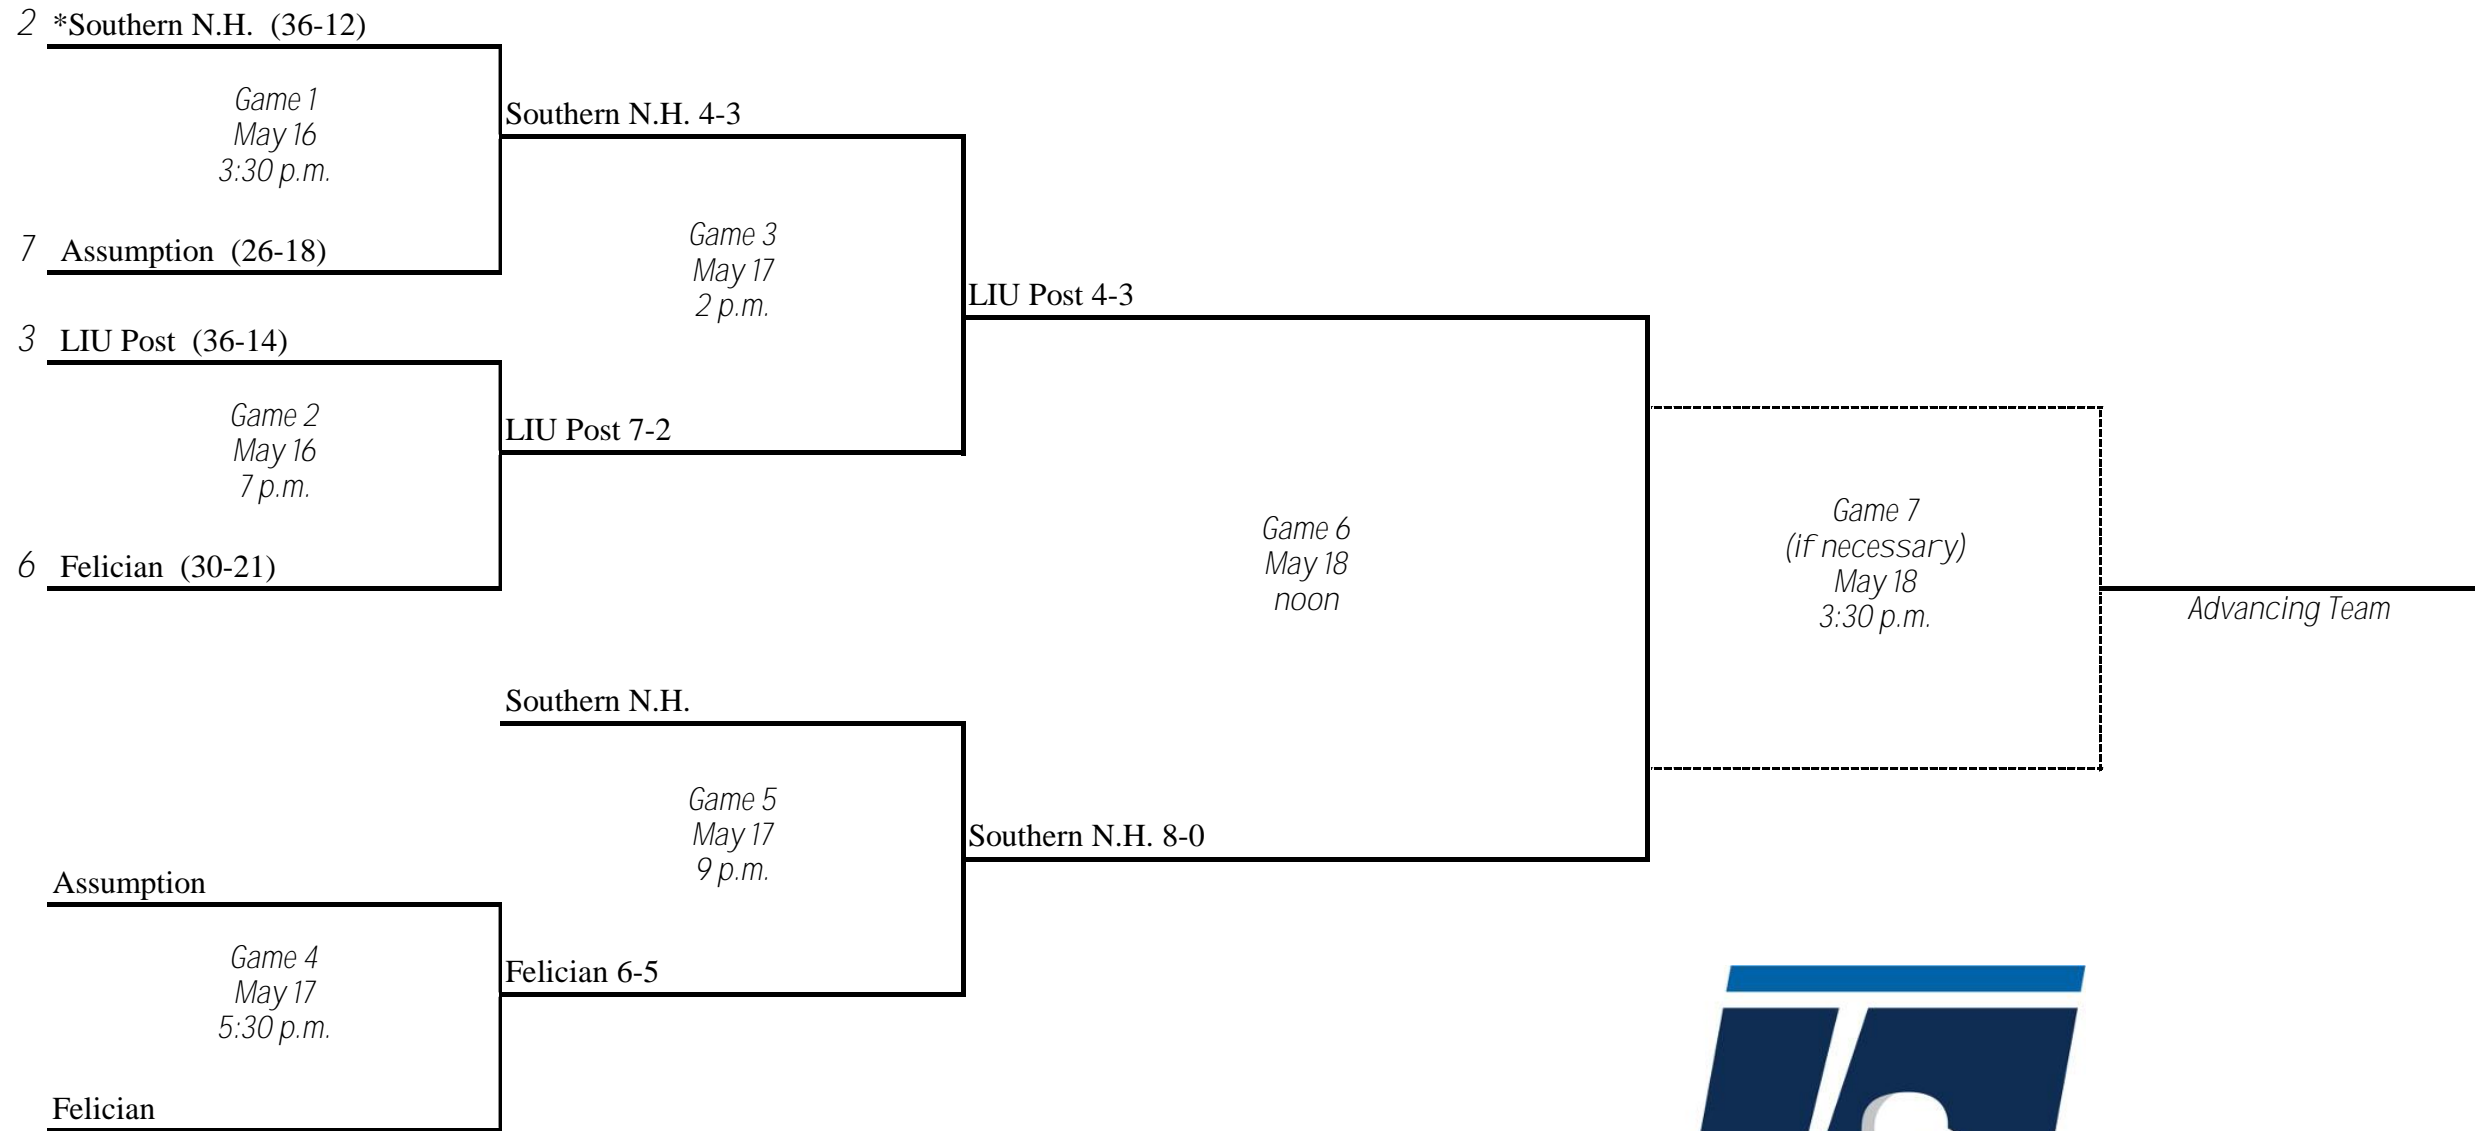 2 *Southern N.H. (36-12)
Game 1
May 16
3:30 p.m.
7 Assumption (26-18)
Southern N.H. 4-3
Game 3
May 17
2 p.m.
3 LIU Post (36-14)
Game 2
May 16
7 p.m.
6 Felician (30-21)
LIU Post 7-2
LIU Post 4-3
Game 6
May 18
noon
Game 7
(if necessary)
May 18
3:30 p.m.
Advancing Team
Southern N.H.
Game 5
May 17
9 p.m.
Southern N.H. 8-0
Assumption
Game 4
May 17
5:30 p.m.
Felician
Felician 6-5